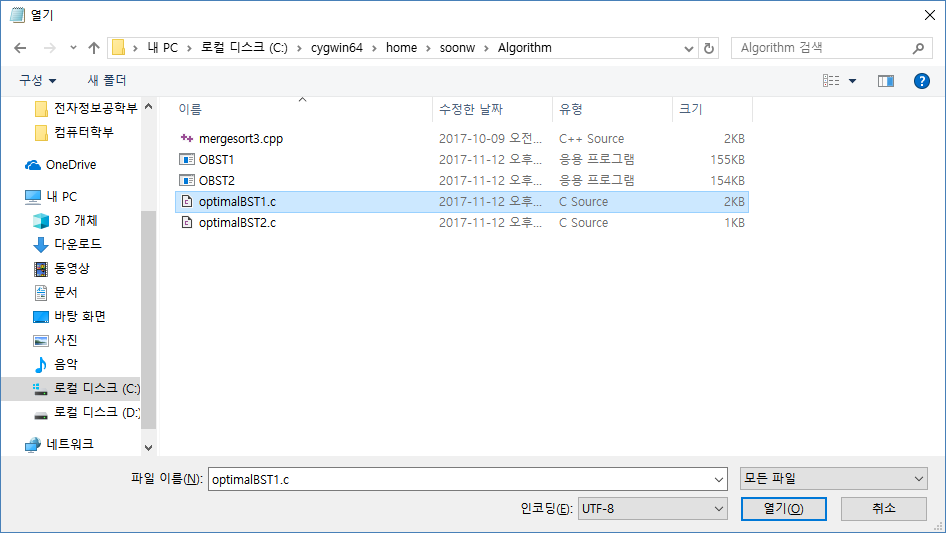 열기
내 PC > 로컬 디스크 (C:) > cygwin64 > home > soonw > Algorithm
Algorithm 검색
구성
새 폴더
전자정보공학부
컴퓨터학부
OneDrive
내 PC
3D 개체
다운로드
동영상
문서
바탕 화면
사진
음악
로컬 디스크 (C:)
로컬 디스크 (D:)
네트워크
이름 수정한 날짜 유형 크기
mergesort3.cpp 2017-10-09 오전... C++ Source 2KB
OBST1 2017-11-12 오후... 응용 프로그램 155KB
OBST2 2017-11-12 오후... 응용 프로그램 154KB
optimalBST1.c 2017-11-12 오후... C Source 2KB
optimalBST2.c 2017-11-12 오후... C Source 1KB
파일 이름(N): optimalBST1.c 모든 파일
인코딩(E): UTF-8 열기(O) 취소